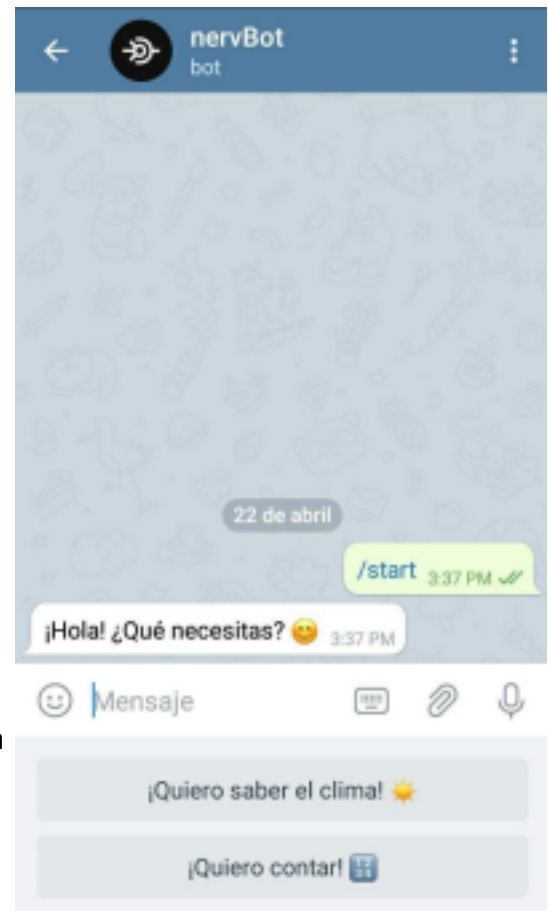 nervBot
bot
22 de abril
/start 3:37 PM
¡Hola! ¿Qué necesitas? 😊 3:37 PM
Mensaje
¡Quiero saber el clima! ☀️
¡Quiero contar! 🔢